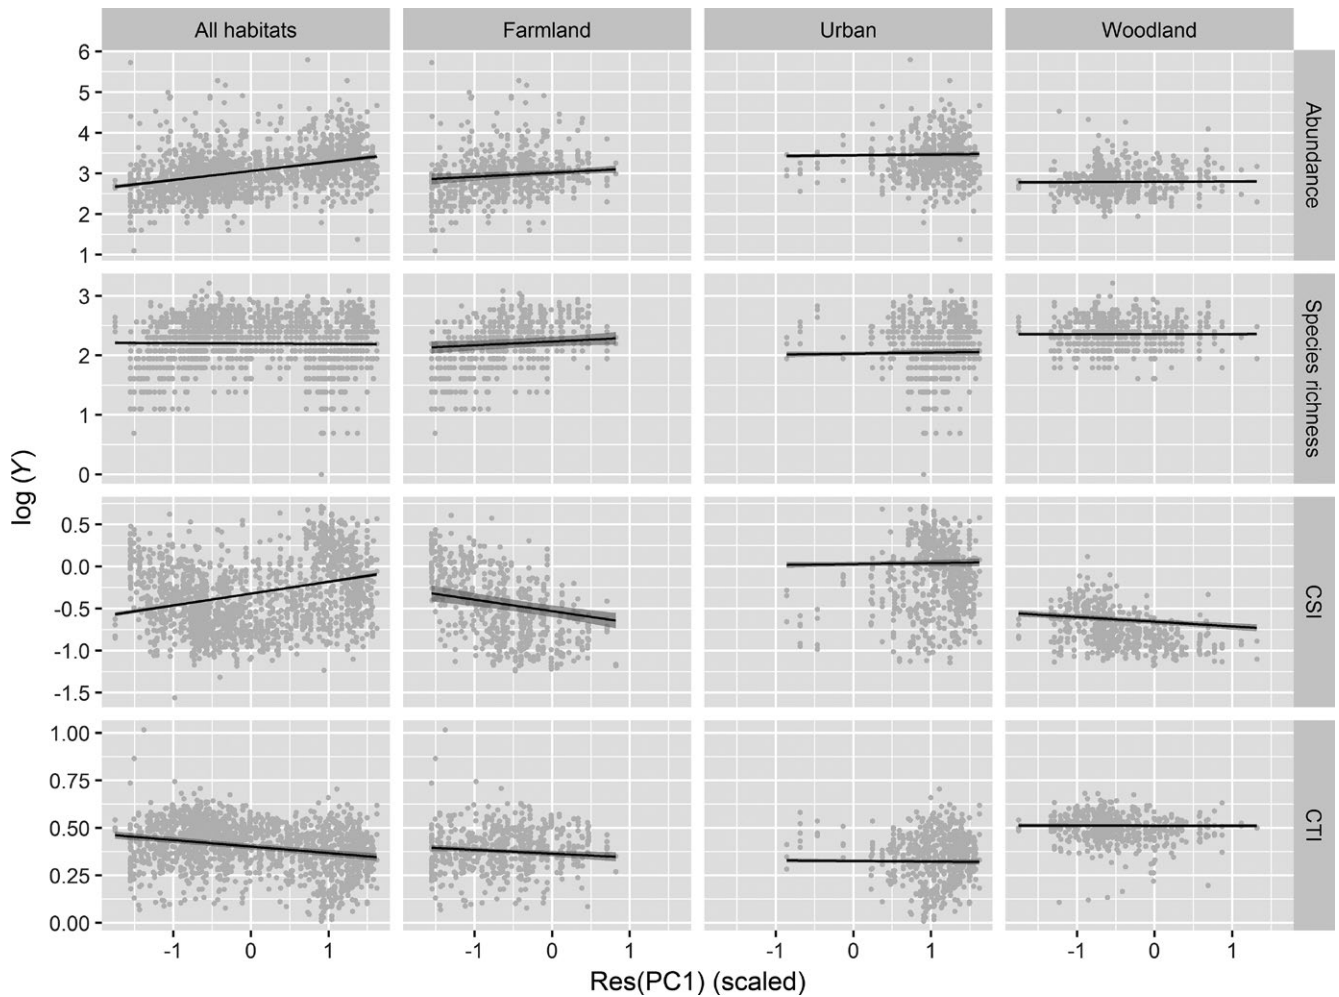 All habitats Farmland Urban Woodland
6
5
4
3
2
1
Abundance
3
2
1
0
Species richness
log (Y)
0.5
0.0
-0.5
-1.0
-1.5
CSI
1.00
0.75
0.50
0.25
0.00
CTI
-1 0 1 -1 0 1 -1 0 1 -1 0 1
Res(PC1) (scaled)